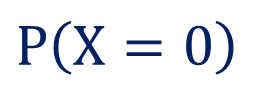 P(X = 0)